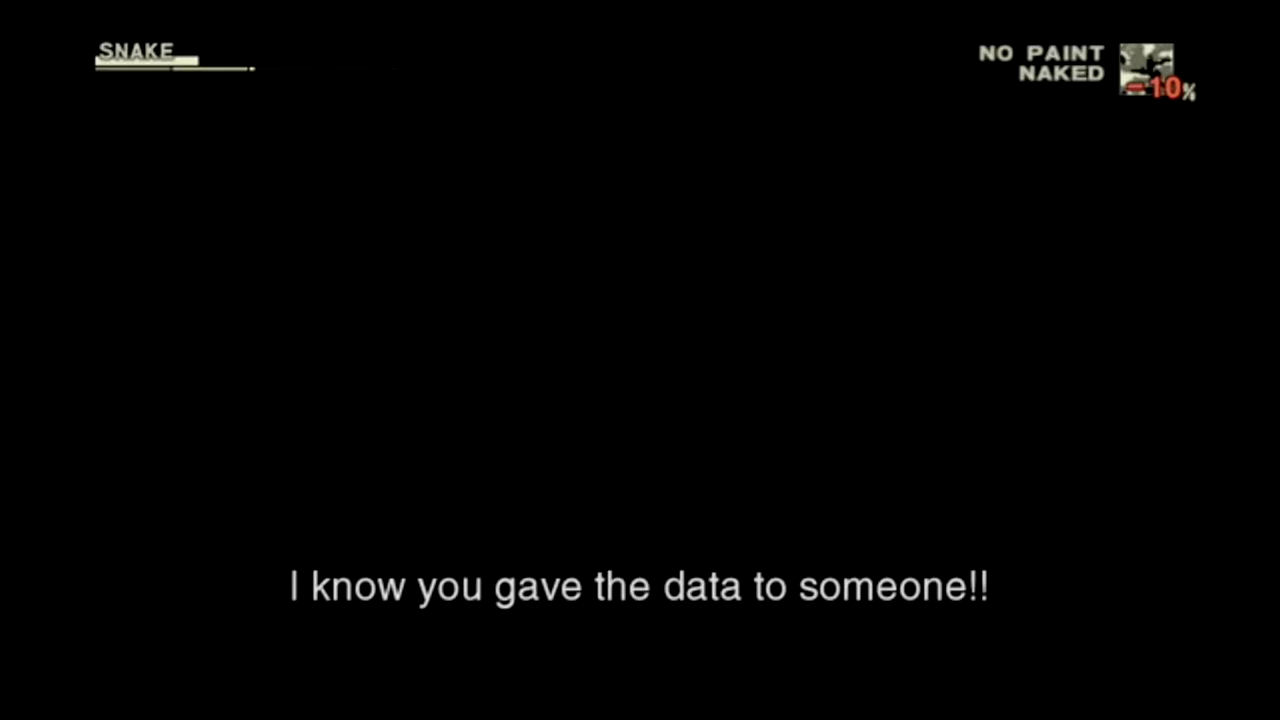 SNAKE
NO PAINT
NAKED
-10%
I know you gave the data to someone!!